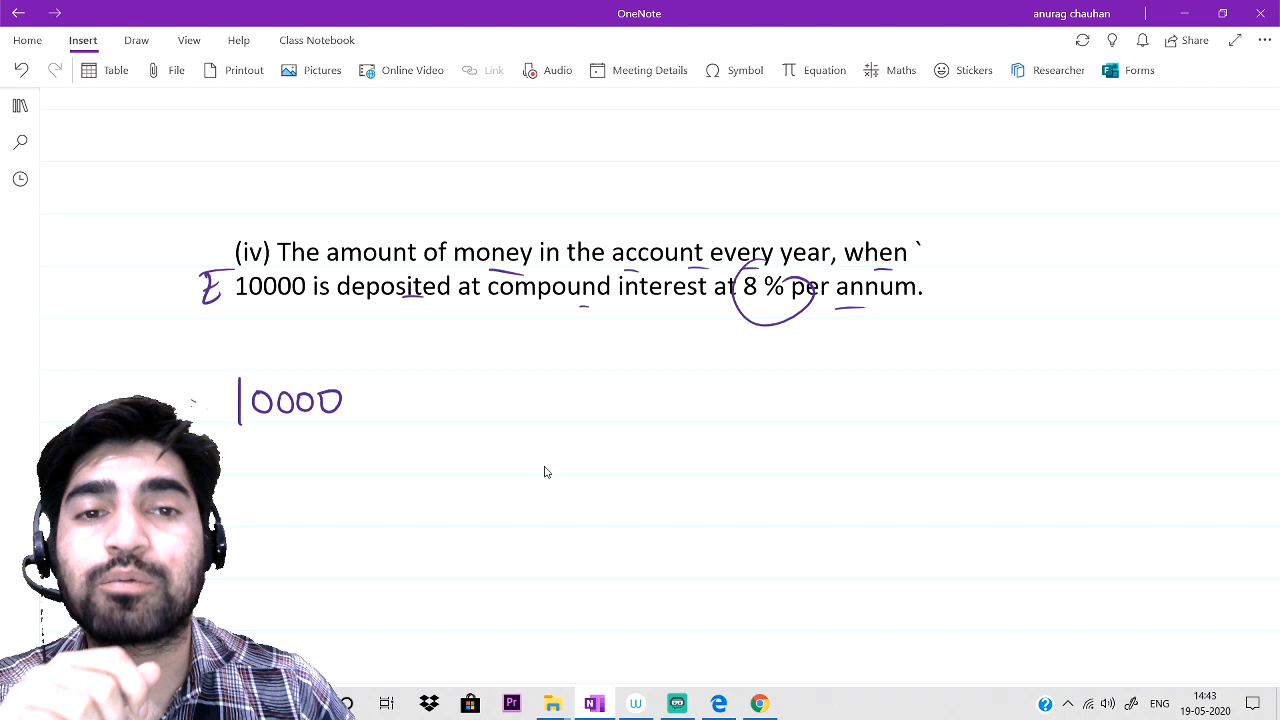 OneNote
anurag chauhan
Home Insert Draw View Help Class Notebook
Share
Table File Printout Pictures Online Video Link Audio Meeting Details Symbol Equation Maths Stickers Researcher Forms
(iv) The amount of money in the account every year, when `
10000 is deposited at compound interest at 8 % per annum.
10000
14:43
ENG
19-05-2020